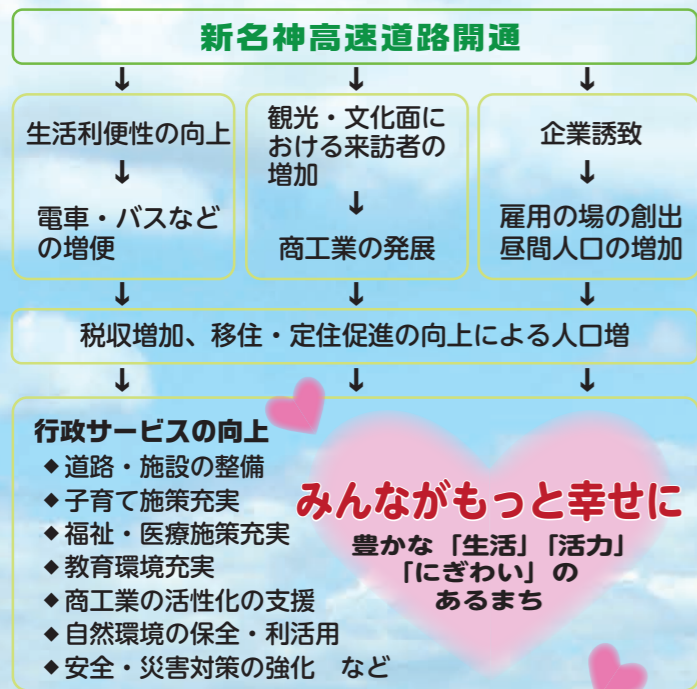 新名神高速道路開通
↓ ↓ ↓
生活利便性の向上
↓
電車・バスなど
の増便
観光・文化面に
おける来訪者の
増加
↓
商工業の発展
企業誘致
↓
雇用の場の創出
昼間人口の増加
↓ ↓ ↓
税収増加、移住・定住促進の向上による人口増
↓ ↓ ↓
行政サービスの向上
◆道路・施設の整備
◆子育て施策充実
◆福祉・医療施策充実
◆教育環境充実
◆商工業の活性化の支援
◆自然環境の保全・利活用
◆安全・災害対策の強化 など
みんながもっと幸せに
豊かな「生活」「活力」
「にぎわい」の
あるまち